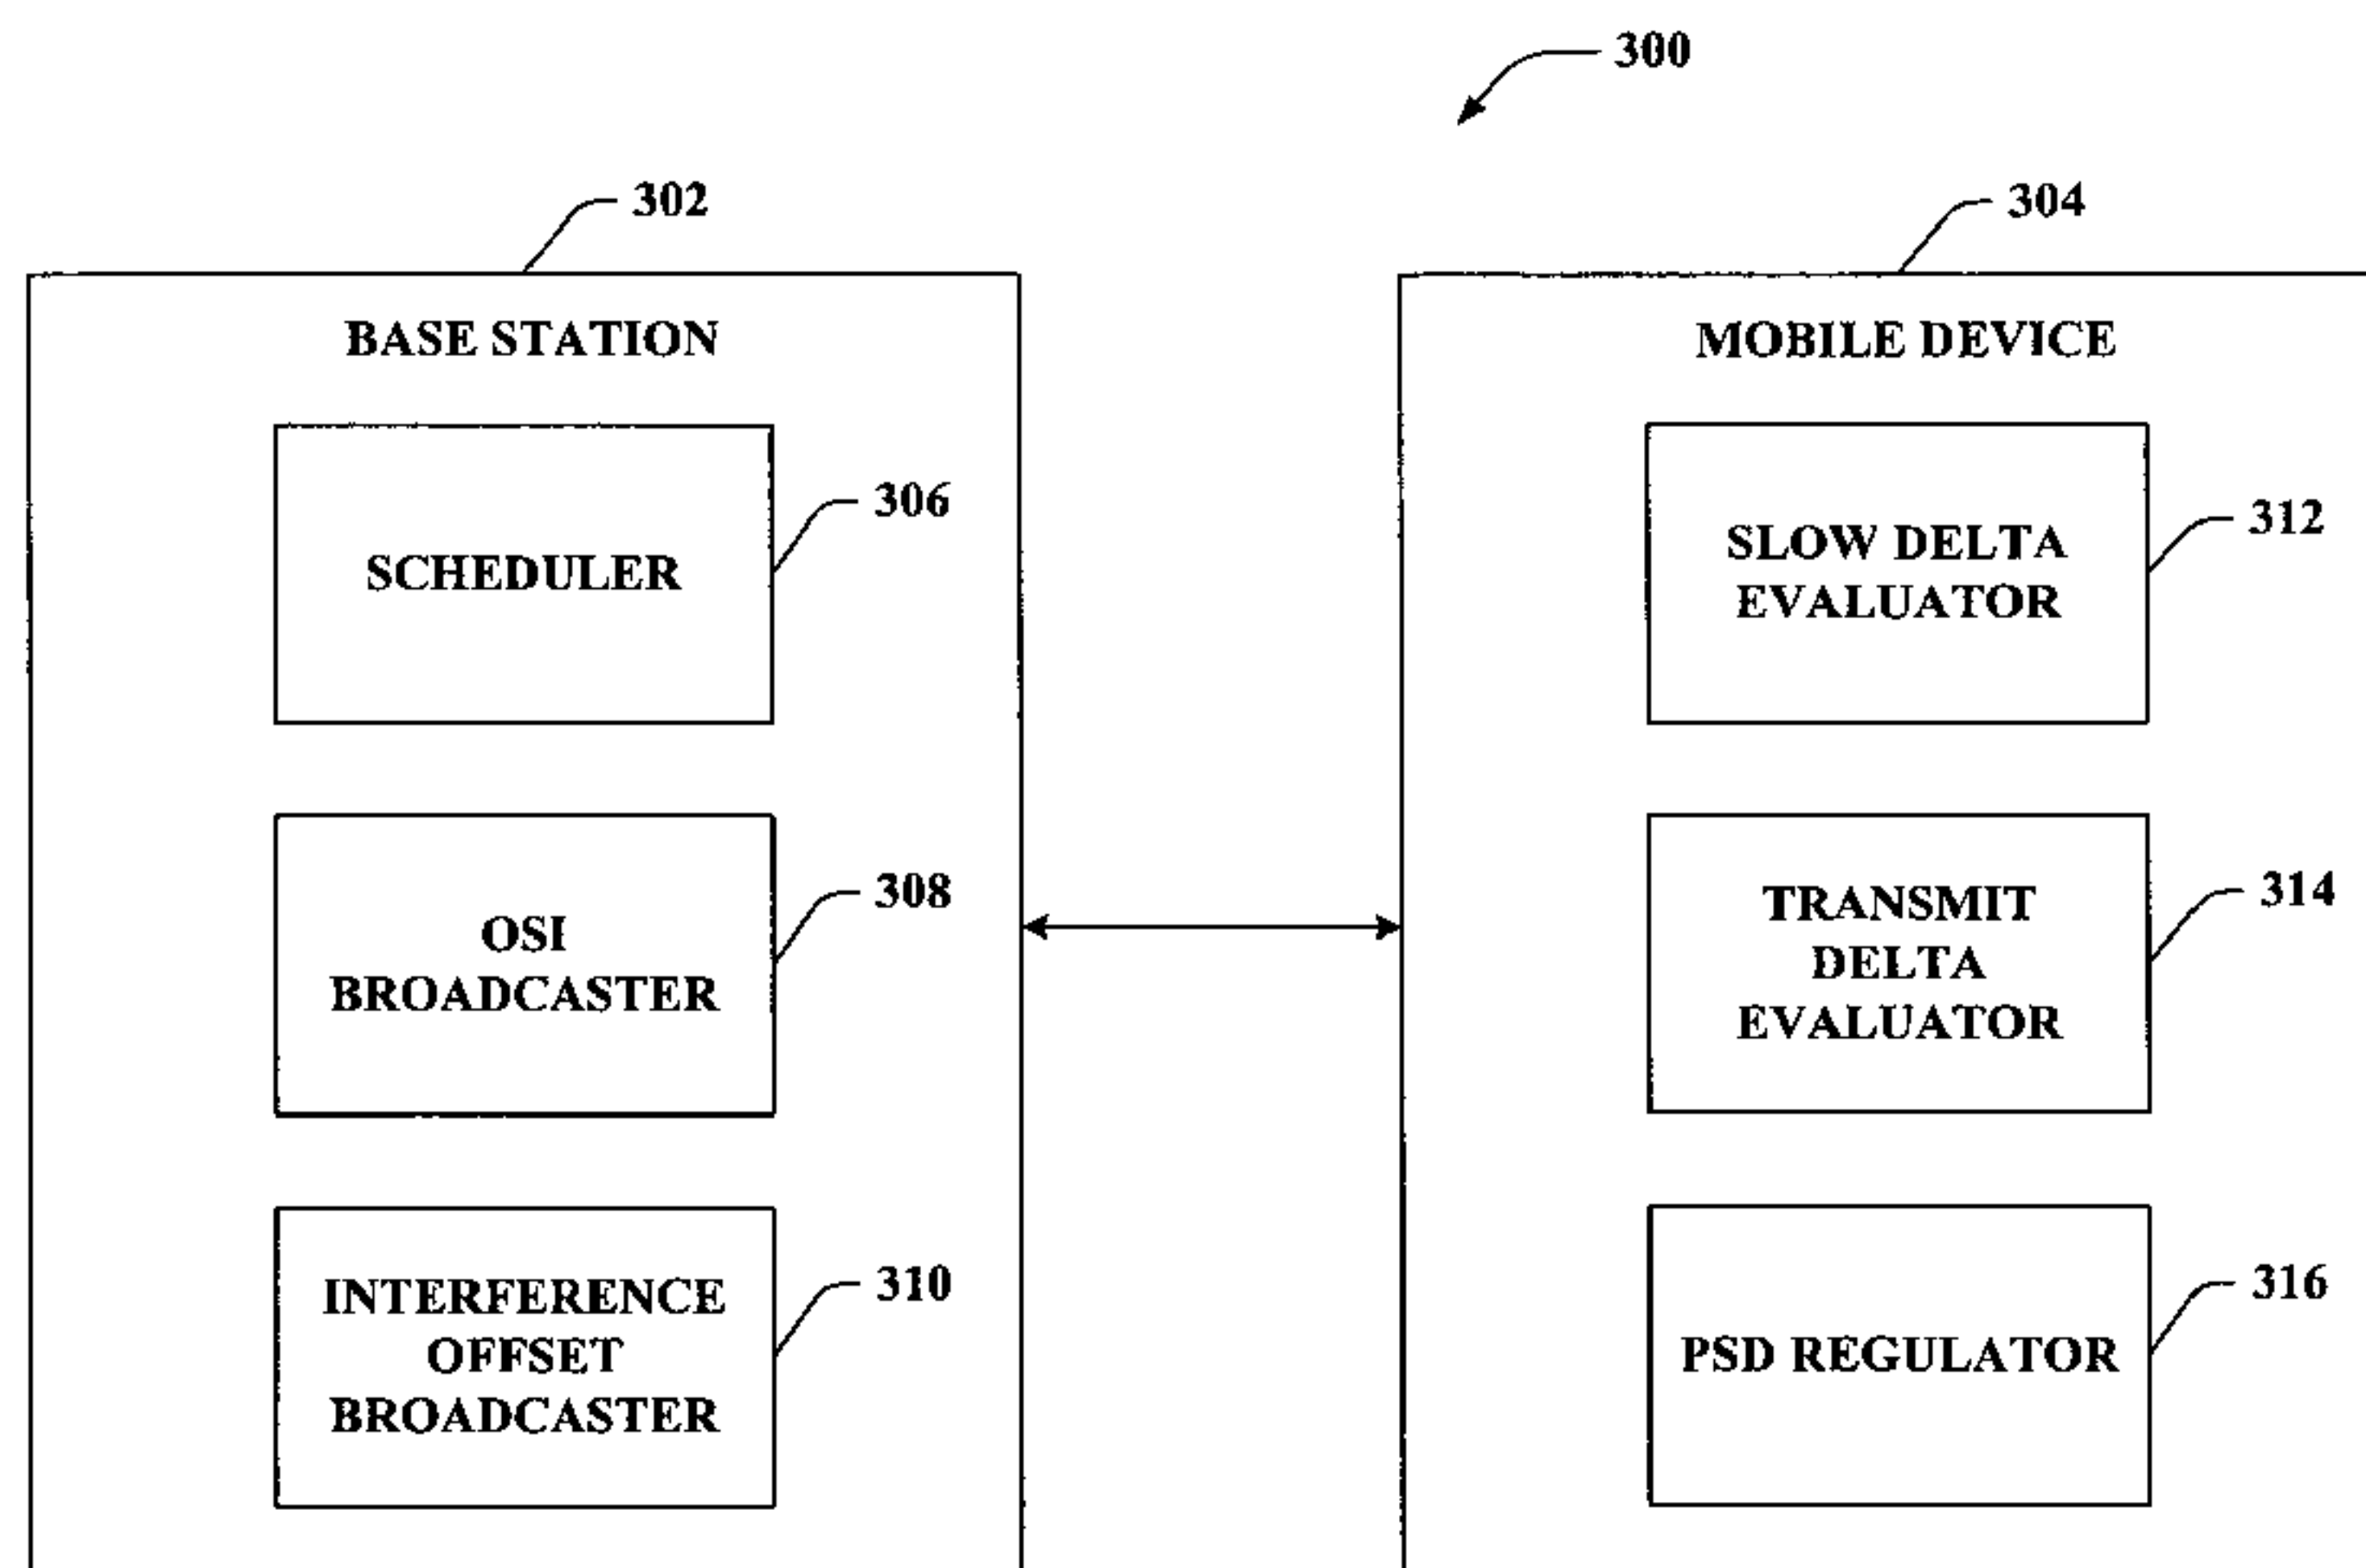 300
302
304
BASE STATION
MOBILE DEVICE
SCHEDULER
306
SLOW DELTA
EVALUATOR
312
OSI
BROADCASTER
308
TRANSMIT
DELTA
EVALUATOR
314
INTERFERENCE
OFFSET
BROADCASTER
310
PSD REGULATOR
316